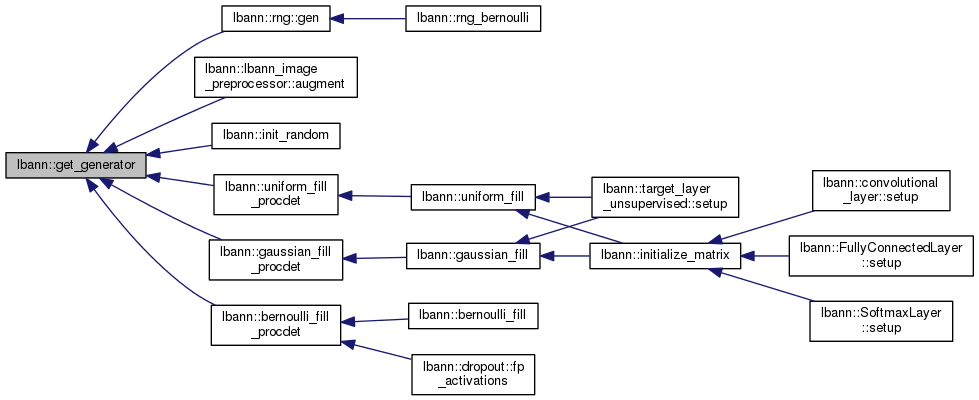 lbann::get_generator
lbann::rng::gen
lbann::rng_bernoulli
lbann::lbann_image
_preprocessor::augment
lbann::init_random
lbann::uniform_fill
_procdet
lbann::uniform_fill
lbann::target_layer
_unsupervised::setup
lbann::gaussian_fill
_procdet
lbann::gaussian_fill
lbann::initialize_matrix
lbann::convolutional
_layer::setup
lbann::FullyConnectedLayer
::setup
lbann::SoftmaxLayer
::setup
lbann::bernoulli_fill
_procdet
lbann::bernoulli_fill
lbann::dropout::fp
_activations